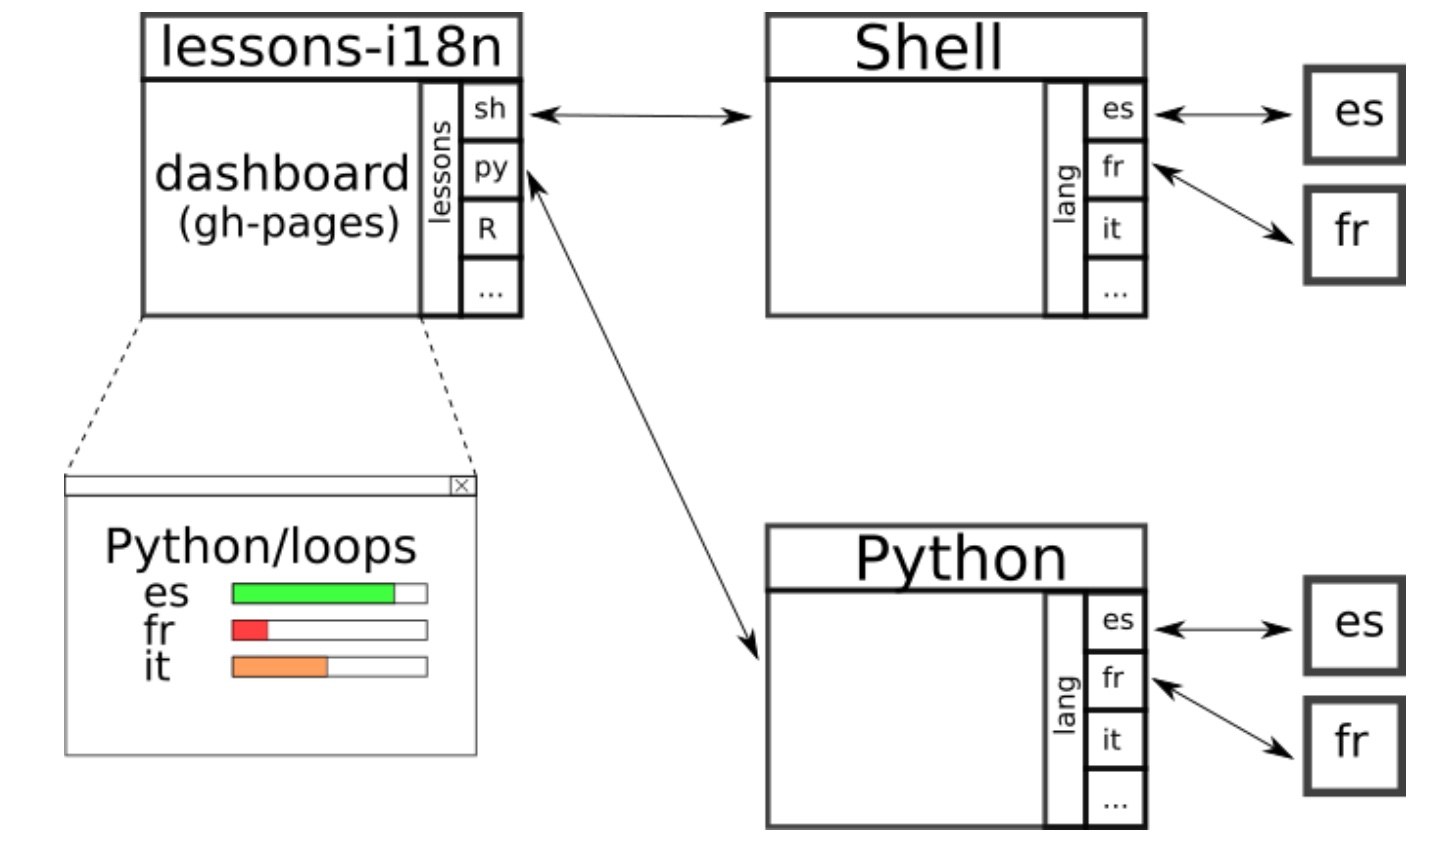 lessons-i18n
dashboard
(gh-pages)
lessons
sh
py
R
...
Shell
lang
es
fr
it
...
es
fr
Python/loops
es
fr
it
Python
lang
es
fr
it
...
es
fr